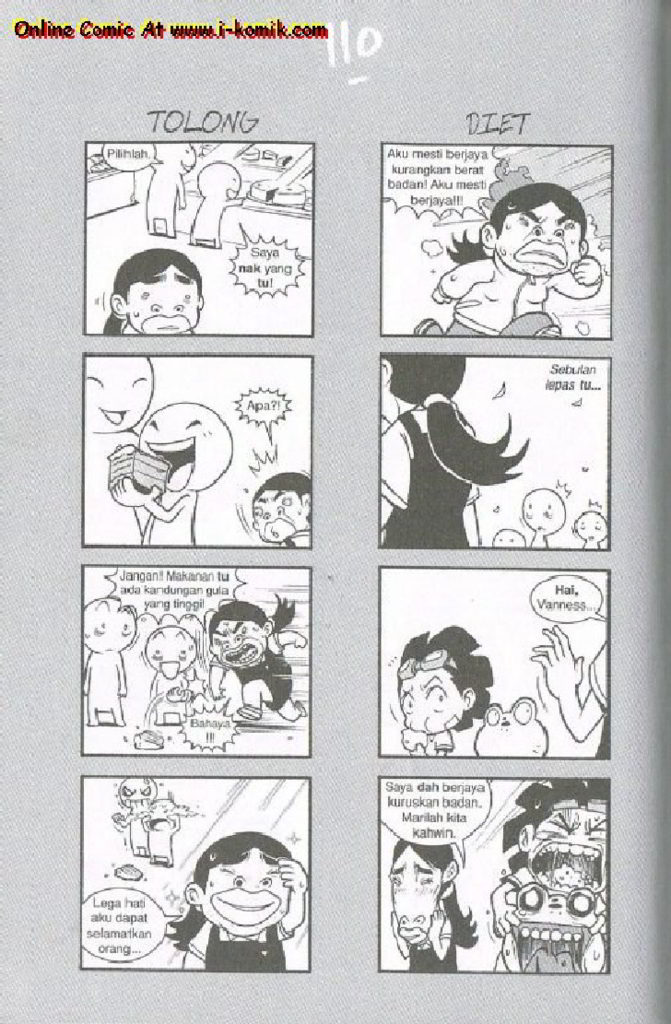 Online Comic At www.i-komik.com
110
TOLONG
Pilihlah.
Saya
nak yang
tu!
Apa?!
Jangan!! Makanan tu
ada kandungan gula
yang tinggi!
Bahaya
!!!
Lega hati
aku dapat
selamatkan
orang...
DIET
Aku mesti berjaya
kurangkan berat
badan! Aku mesti
berjaya!!!
Sebulan
lepas tu...
Hai,
Vanness...
Saya dah berjaya
kuruskan badan.
Marilah kita
kahwin.